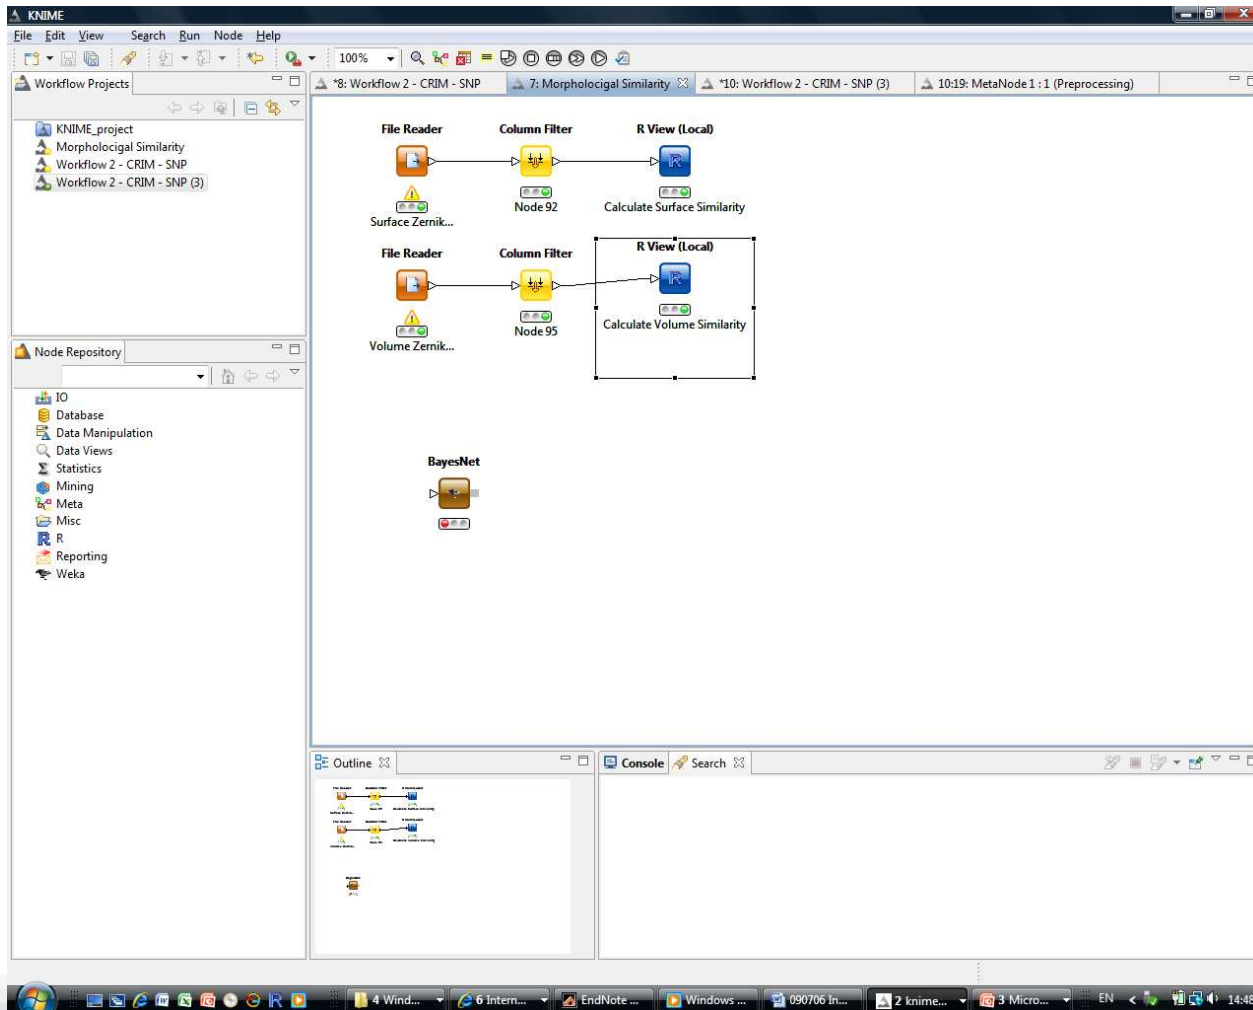 KNIME
File Edit View Search Run Node Help
100%
Workflow Projects
KNIME_project
Morphological Similarity
Workflow 2 - CRIM - SNP
Workflow 2 - CRIM - SNP (3)
Node Repository
IO
Database
Data Manipulation
Data Views
Statistics
Mining
Meta
Misc
R
Reporting
Weka
*8: Workflow 2 - CRIM - SNP
7: Morpholocigal Similarity
*10: Workflow 2 - CRIM - SNP (3)
10:19: MetaNode 1 : 1 (Preprocessing)
File Reader Column Filter R View (Local)
R
Node 92 Calculate Surface Similarity
Surface Zernik...
File Reader Column Filter R View (Local)
R
Node 95 Calculate Volume Similarity
Volume Zernik...
BayesNet
Outline
Console Search
4 Wind... 6 Intern... EndNote ... Windows ... 090706 In... 2 knime... 3 Micro... EN 14:48